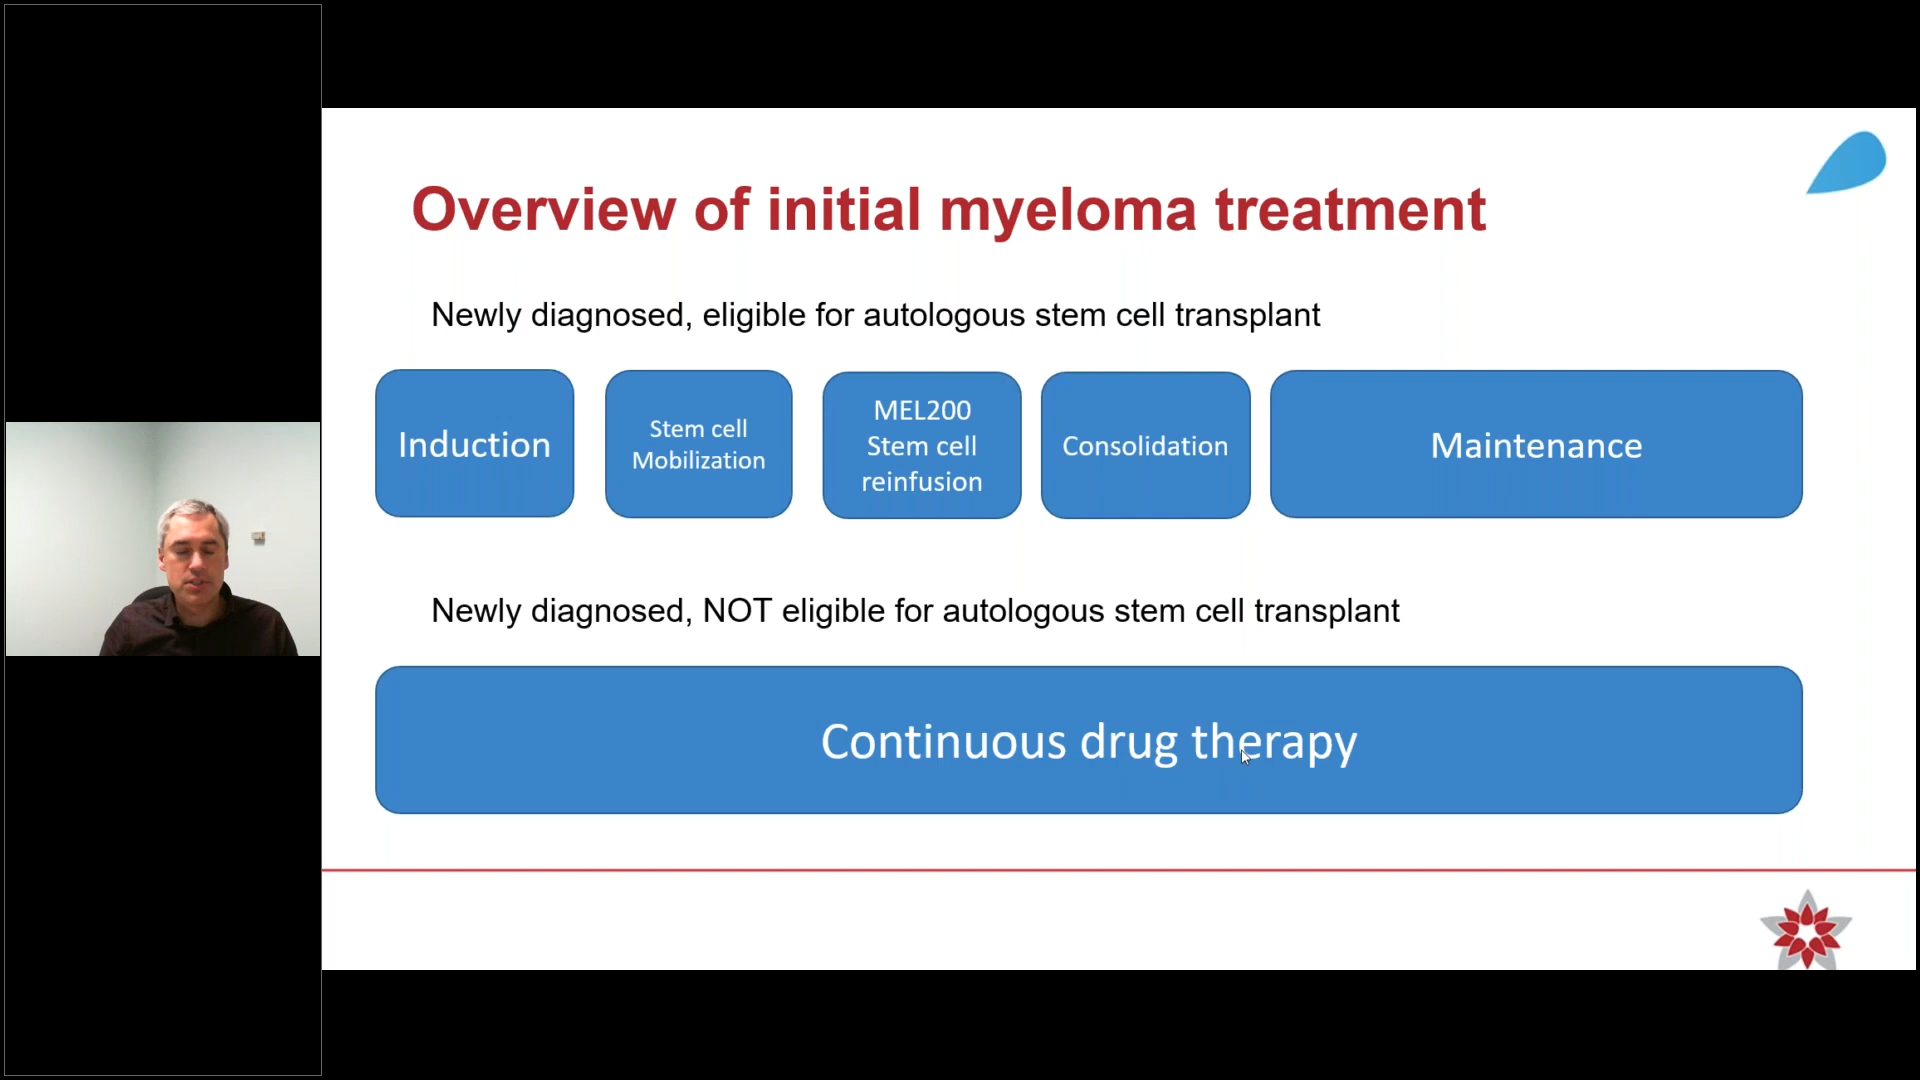 Overview of initial myeloma treatment
Newly diagnosed, eligible for autologous stem cell transplant
Induction
Stem cell
Mobilization
MEL200
Stem cell
reinfusion
Consolidation
Maintenance
Newly diagnosed, NOT eligible for autologous stem cell transplant
Continuous drug therapy